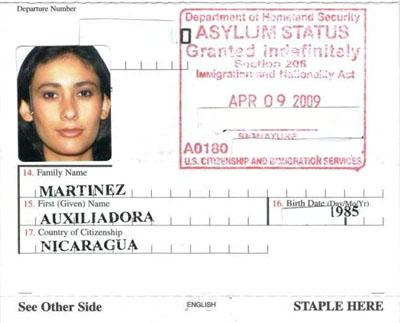 Departure Number
Department of Homeland Security
ASYLUM STATUS
Granted Indefinitely
Section 208
Immigration and Nationality Act
APR 09 2009
SIGNATURE
A0180
U.S. CITIZENSHIP AND IMMIGRATION SERVICES
14. Family Name
MARTINEZ
15. First (Given) Name
16. Birth Date (Day/Mo/Yr)
AUXILIADORA
1985
17. Country of Citizenship
NICARAGUA
See Other Side
ENGLISH
STAPLE HERE